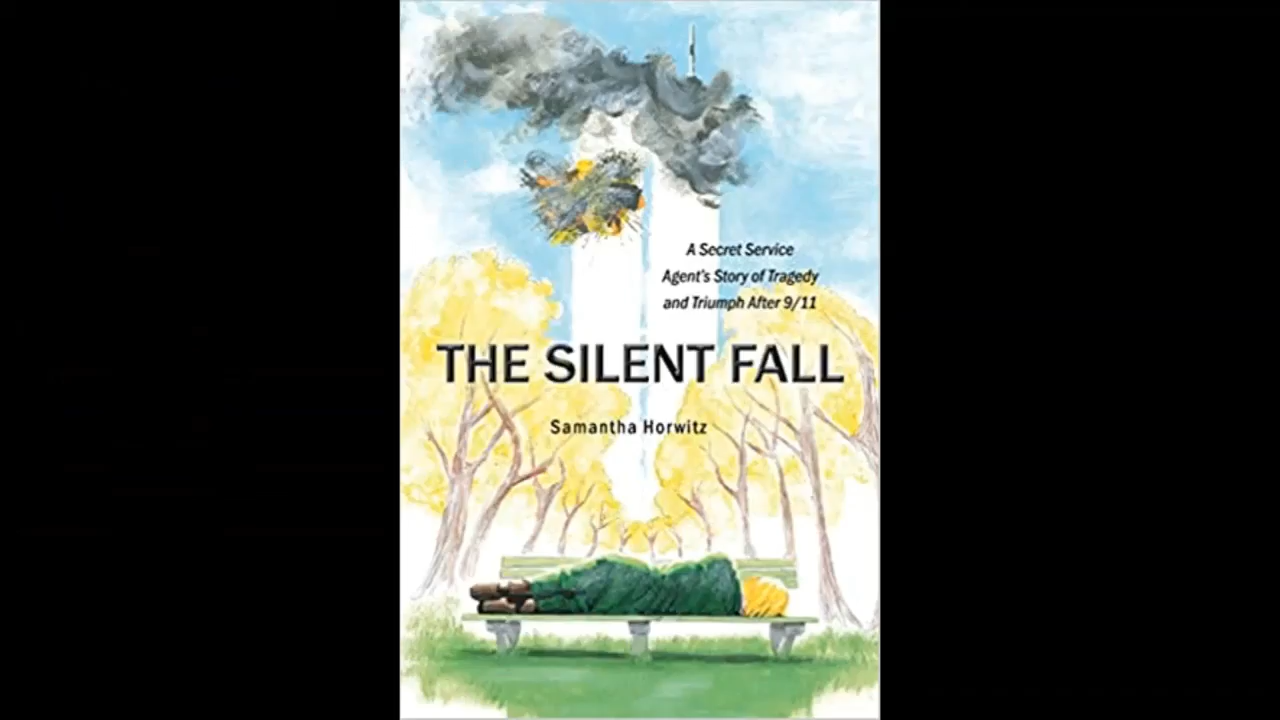 A Secret Service
Agent's Story of Tragedy
and Triumph After 9/11
THE SILENT FALL
Samantha Horwitz